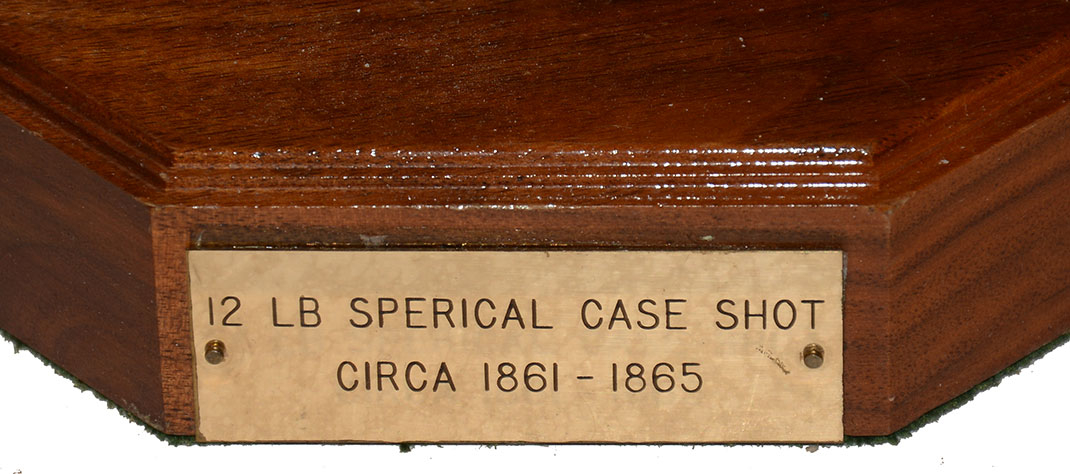 12 LB SPERICAL CASE SHOT
CIRCA 1861 - 1865